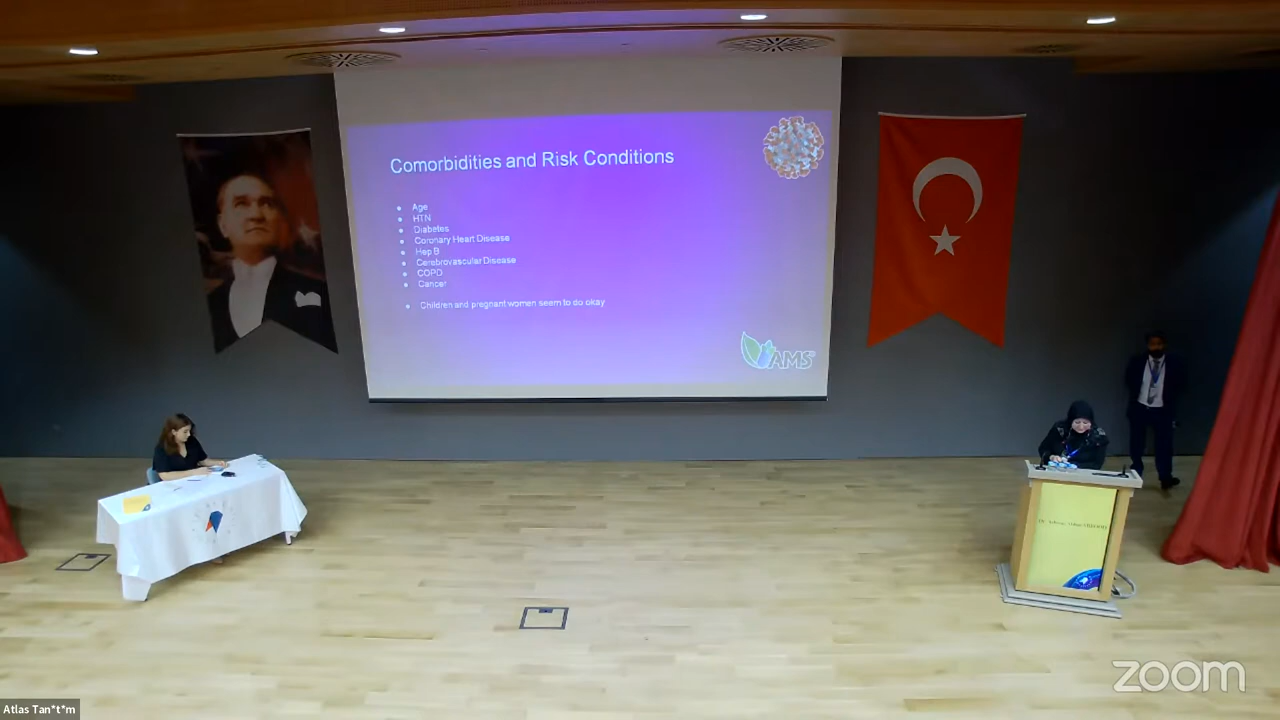 Comorbidities and Risk Conditions
Age
HTN
Diabetes
Coronary Heart Disease
Hep B
Cerebrovascular Disease
COPD
Cancer
Children and pregnant women seem to do okay
AMS®
zoom
Atlas Tan*t*m